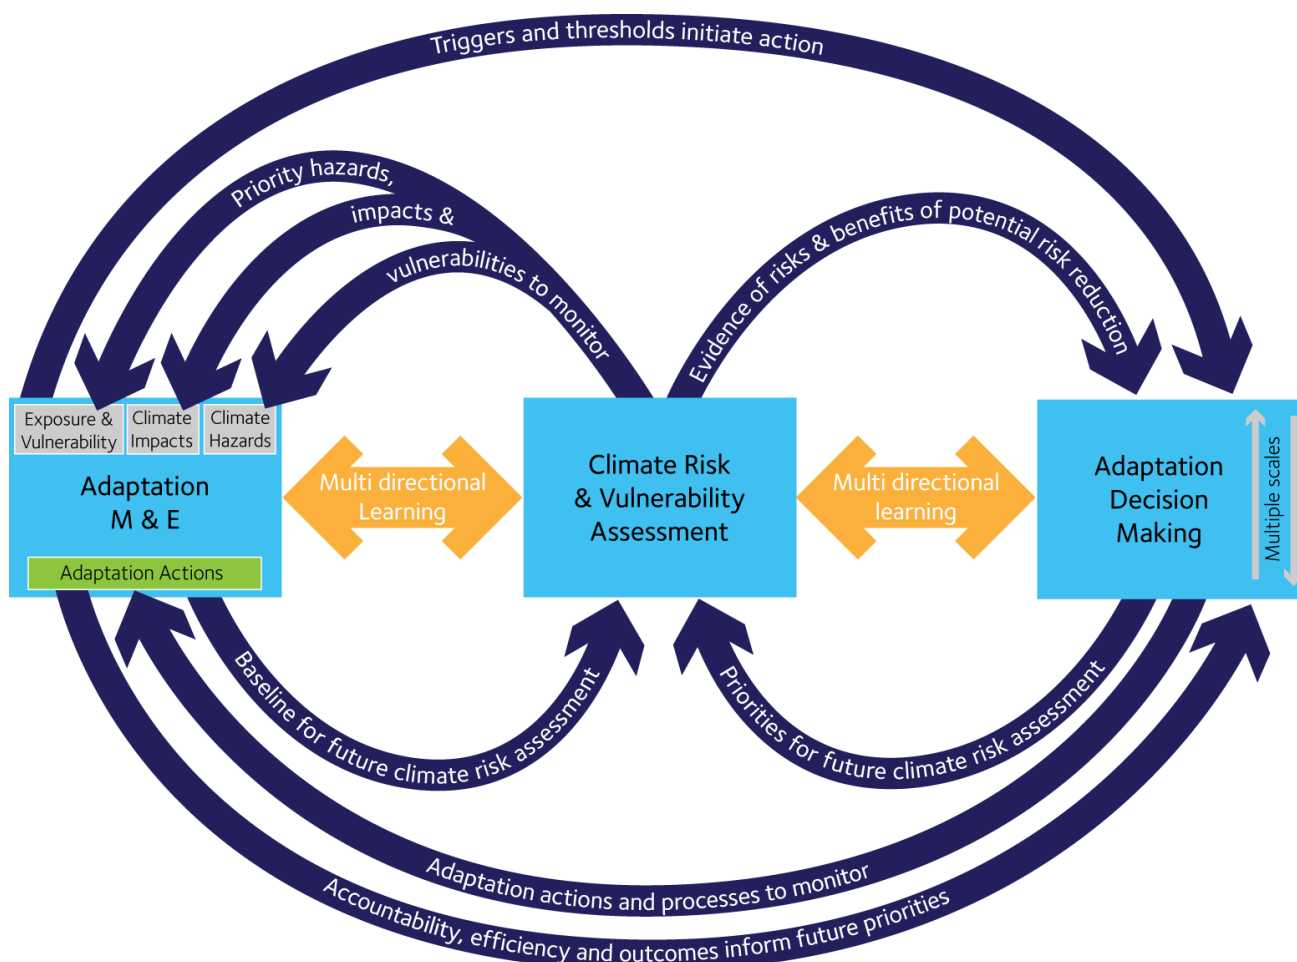 Triggers and thresholds initiate action
Priority hazards,
impacts &
vulnerabilities to monitor
Evidence of risks & benefits of potential risk reduction
Exposure &
Vulnerability
Climate
Impacts
Climate
Hazards
Adaptation
M & E
Adaptation Actions
Multi directional
Learning
Climate Risk
& Vulnerability
Assessment
Multi directional
learning
Adaptation
Decision
Making
Multiple scales
Baseline for future climate risk assessment
Priorities for future climate risk assessment
Adaptation actions and processes to monitor
Accountability, efficiency and outcomes inform future priorities